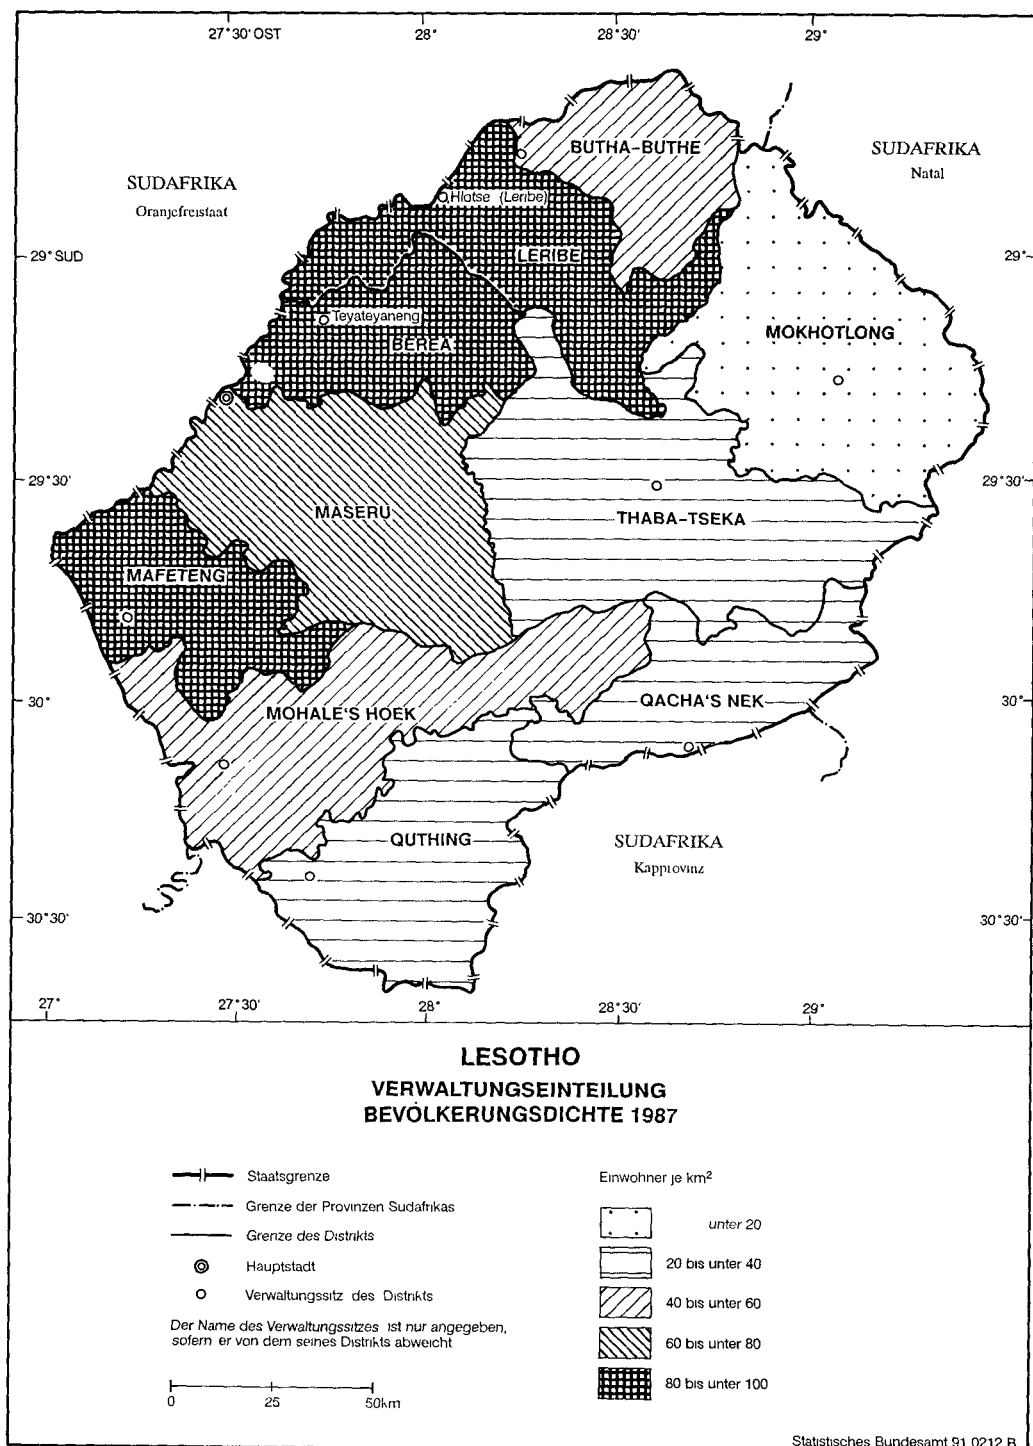 27°30' OST
28°
28°30'
29°
BUTHA-BUTHE
SUDAFRIKA
Natal
SUDAFRIKA
Oranjefreistaat
Hlotse (Leribe)
29° SUD
29°
LERIBE
Teyateyaneng
BEREA
MOKHOTLONG
29°30'
29°30'
MASERU
THABA-TSEKA
MAFETENG
30°
30°
QACHA'S NEK
MOHALE'S HOEK
QUTHING
SUDAFRIKA
Kapprovinz
30°30'
30°30'
27°
27°30'
28°
28°30'
29°
LESOTHO
VERWALTUNGSEINTEILUNG
BEVÖLKERUNGSDICHTE 1987
Staatsgrenze
Grenze der Provinzen Sudafrikas
Grenze des Distrikts
Hauptstadt
Verwaltungssitz des Distrikts
Der Name des Verwaltungssitzes ist nur angegeben,
sofern er von dem seines Distrikts abweicht
0 25 50km
Einwohner je km²
unter 20
20 bis unter 40
40 bis unter 60
60 bis unter 80
80 bis unter 100
Statistisches Bundesamt 91 0212 B